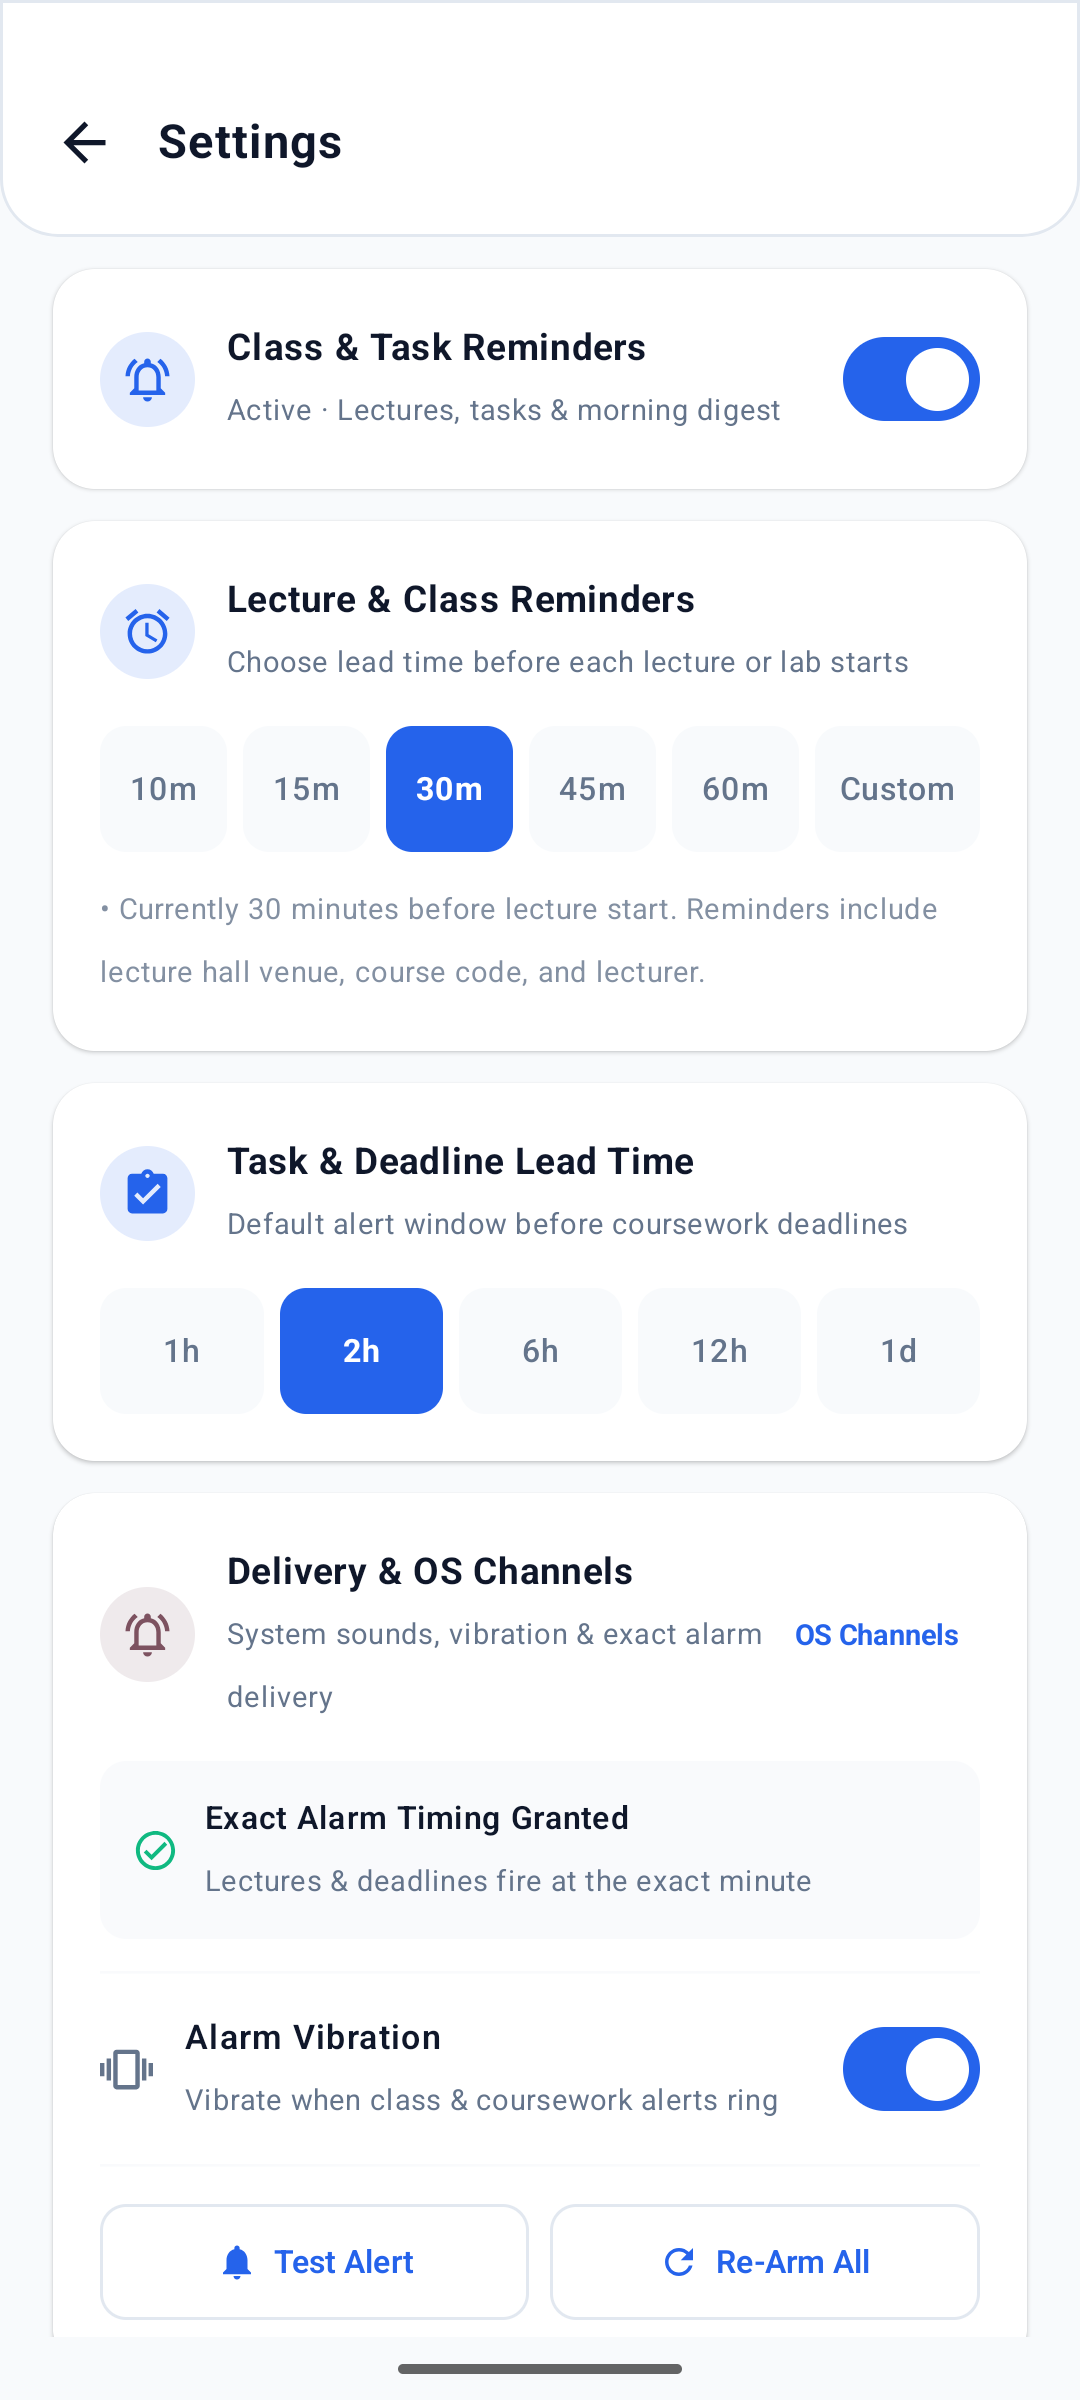 Settings
Class & Task Reminders
Active · Lectures, tasks & morning digest
Lecture & Class Reminders
Choose lead time before each lecture or lab starts
10m 15m 30m 45m 60m Custom
• Currently 30 minutes before lecture start. Reminders include
lecture hall venue, course code, and lecturer.
Task & Deadline Lead Time
Default alert window before coursework deadlines
1h 2h 6h 12h 1d
Delivery & OS Channels
System sounds, vibration & exact alarm
delivery
OS Channels
Exact Alarm Timing Granted
Lectures & deadlines fire at the exact minute
Alarm Vibration
Vibrate when class & coursework alerts ring
Test Alert Re-Arm All